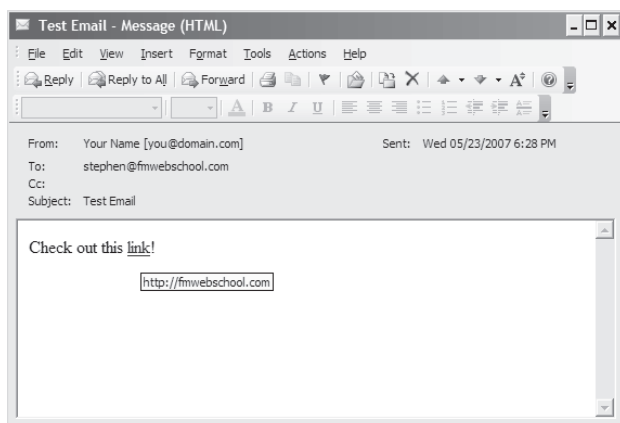 Test Email - Message (HTML)
File Edit View Insert Format Tools Actions Help
Reply Reply to All Forward A
A B I U
From: Your Name [you@domain.com] Sent: Wed 05/23/2007 6:28 PM
To: stephen@fmwebschool.com
Cc:
Subject: Test Email
Check out this link!
http://fmwebschool.com